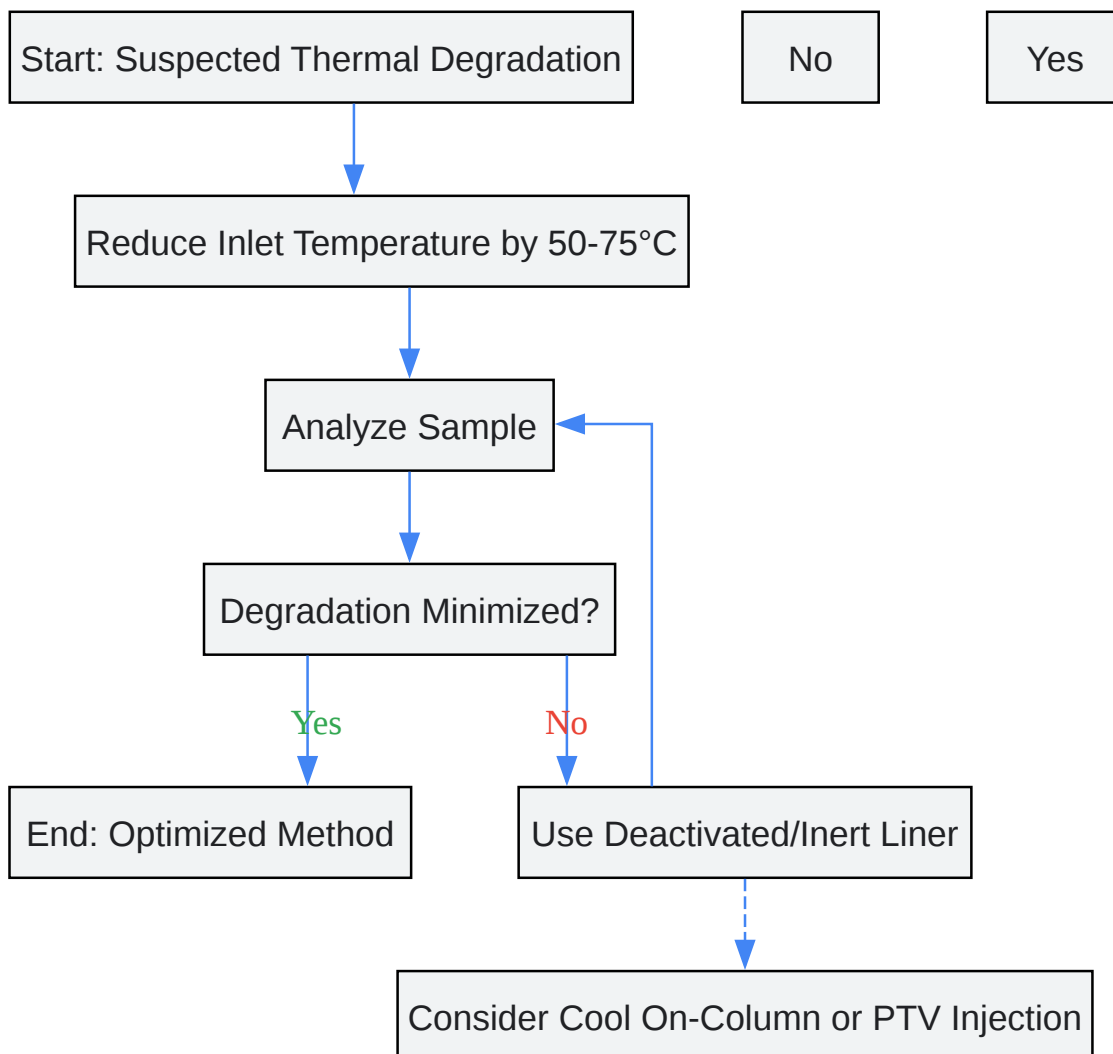 Start: Suspected Thermal Degradation
No
Yes
Reduce Inlet Temperature by 50-75°C
Analyze Sample
Degradation Minimized?
Yes
No
End: Optimized Method
Use Deactivated/Inert Liner
Consider Cool On-Column or PTV Injection